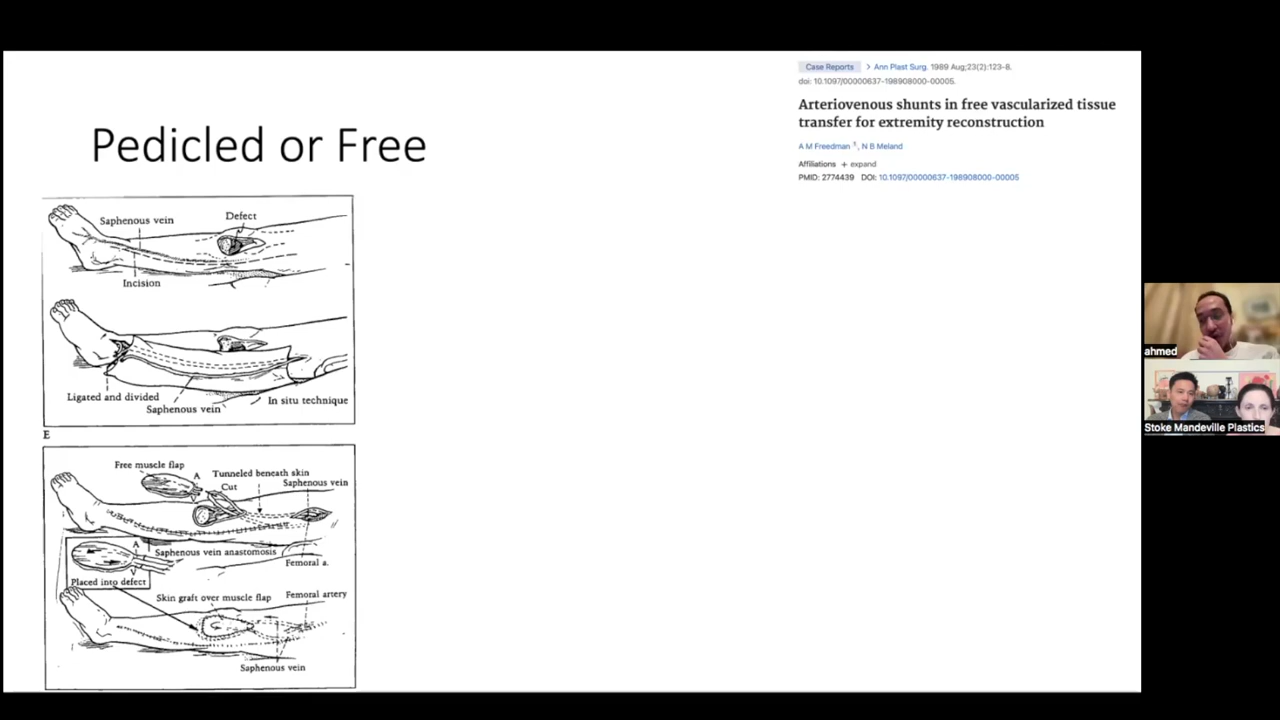 Pedicled or Free
Case Reports > Ann Plast Surg. 1989 Aug;23(2):123-8.
doi: 10.1097/00000637-198908000-00005.
Arteriovenous shunts in free vascularized tissue
transfer for extremity reconstruction
A M Freedman 1, N B Meland
Affiliations + expand
PMID: 2774439 DOI: 10.1097/00000637-198908000-00005
Saphenous vein
Defect
Incision
Ligated and divided
Saphenous vein
In situ technique
E
Free muscle flap
A
Tunneled beneath skin
Cut
Saphenous vein
A
Saphenous vein anastomosis
V
Femoral a.
Placed into defect
Skin graft over muscle flap
Femoral artery
Saphenous vein
ahmed
Stoke Mandeville Plastics